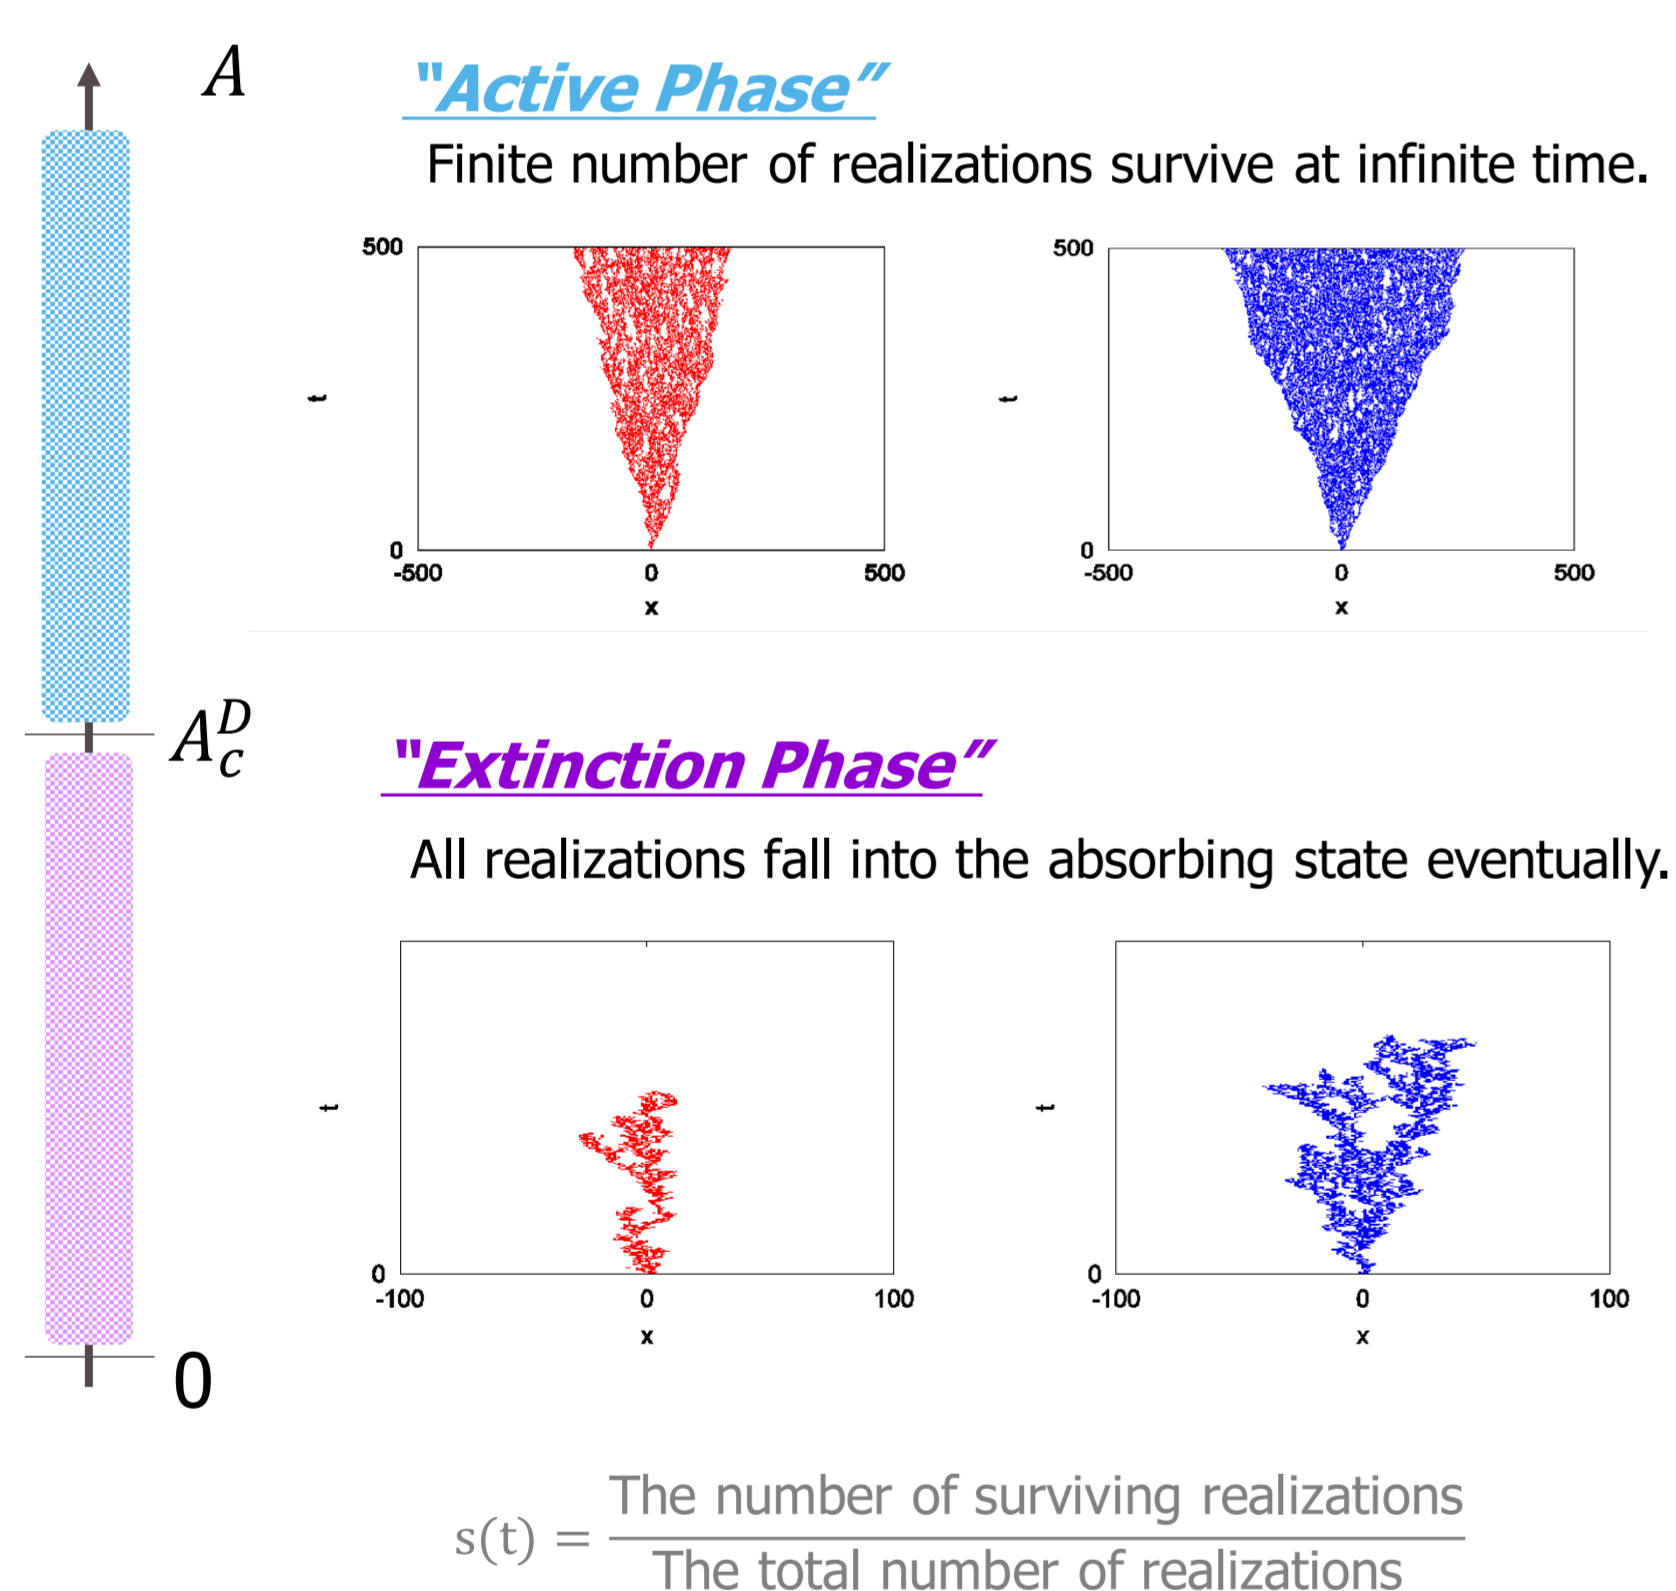 A
“Active Phase”
Finite number of realizations survive at infinite time.
500
t
0
-500 0 500
x
500
t
0
-500 0 500
x
A_c^D
“Extinction Phase”
All realizations fall into the absorbing state eventually.
t
0
-100 0 100
x
t
0
-100 0 100
x
0
s(t) = The number of surviving realizations
The total number of realizations